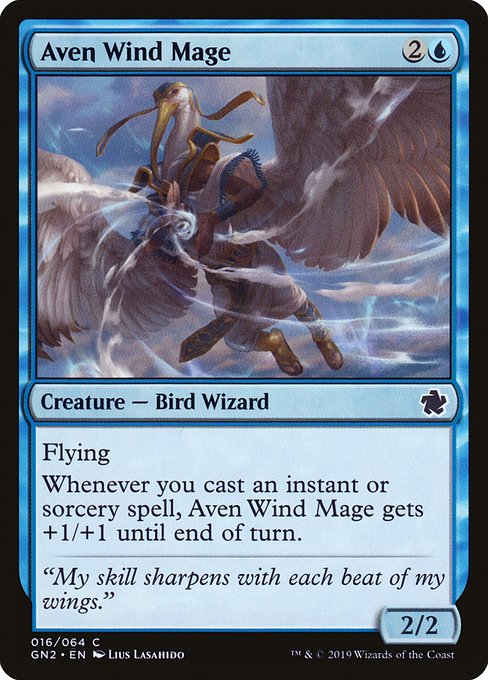 Aven Wind Mage 2
Creature — Bird Wizard
Flying
Whenever you cast an instant or
sorcery spell, Aven Wind Mage gets
+1/+1 until end of turn.
“My skill sharpens with each beat of my
wings.”
2/2
016/064 C
GN2 • EN Lius Lasahido
™ & © 2019 Wizards of the Coast